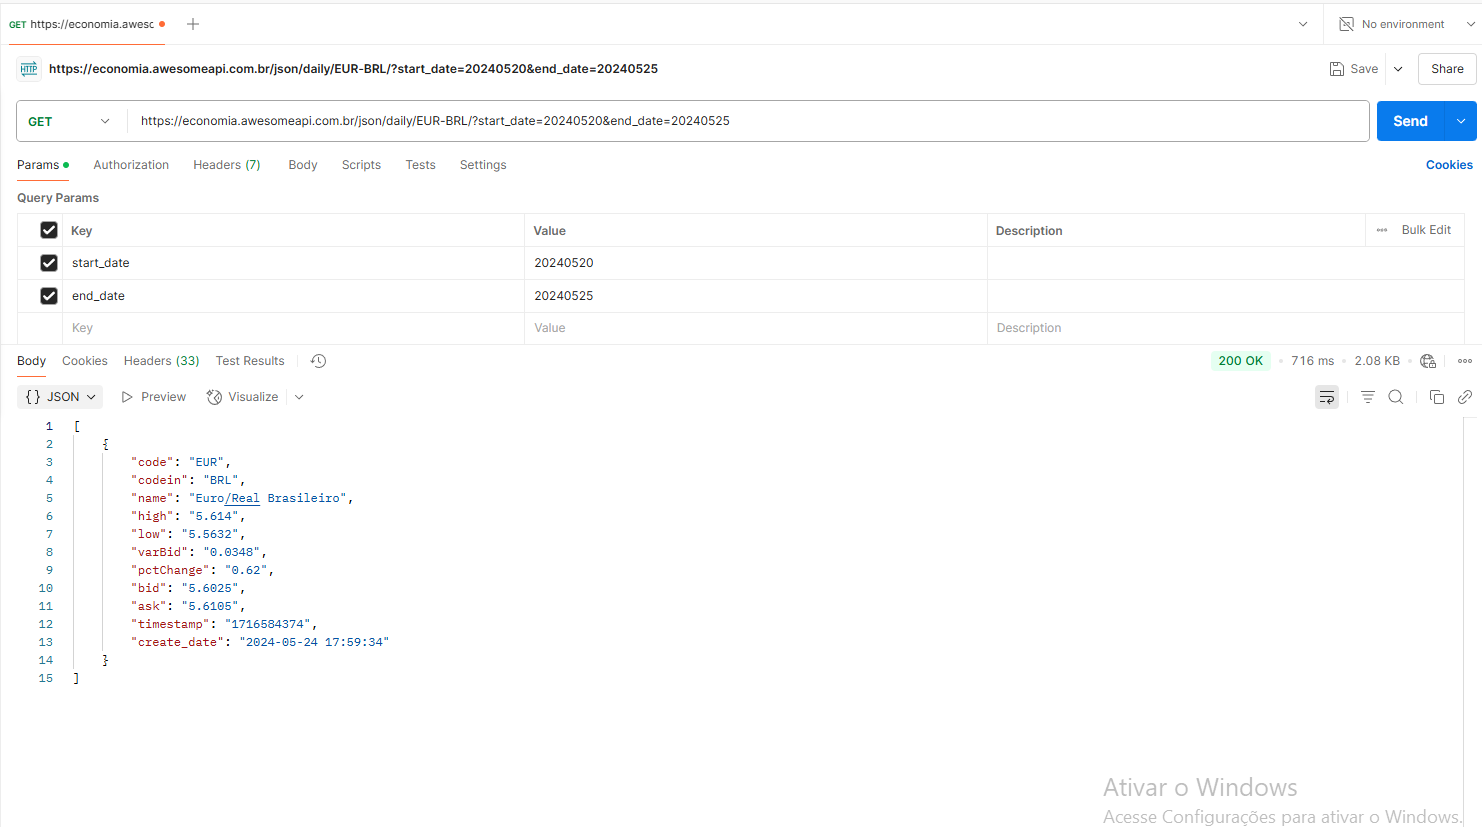 GET https://economia.awesc
No environment
HTTP https://economia.awesomeapi.com.br/json/daily/EUR-BRL/?start_date=20240520&end_date=20240525
Save
Share
GET https://economia.awesomeapi.com.br/json/daily/EUR-BRL/?start_date=20240520&end_date=20240525
Send
Params Authorization Headers (7) Body Scripts Tests Settings Cookies
Query Params
Key Value Description Bulk Edit
start_date 20240520
end_date 20240525
Key Value Description
Body Cookies Headers (33) Test Results 200 OK 716 ms 2.08 KB
{} JSON Preview Visualize
1 [
2 {
3 "code": "EUR",
4 "codein": "BRL",
5 "name": "Euro/Real Brasileiro",
6 "high": "5.614",
7 "low": "5.5632",
8 "varBid": "0.0348",
9 "pctChange": "0.62",
10 "bid": "5.6025",
11 "ask": "5.6105",
12 "timestamp": "1716584374",
13 "create_date": "2024-05-24 17:59:34"
14 }
15 ]
Ativar o Windows
Acesse Configurações para ativar o Windows.